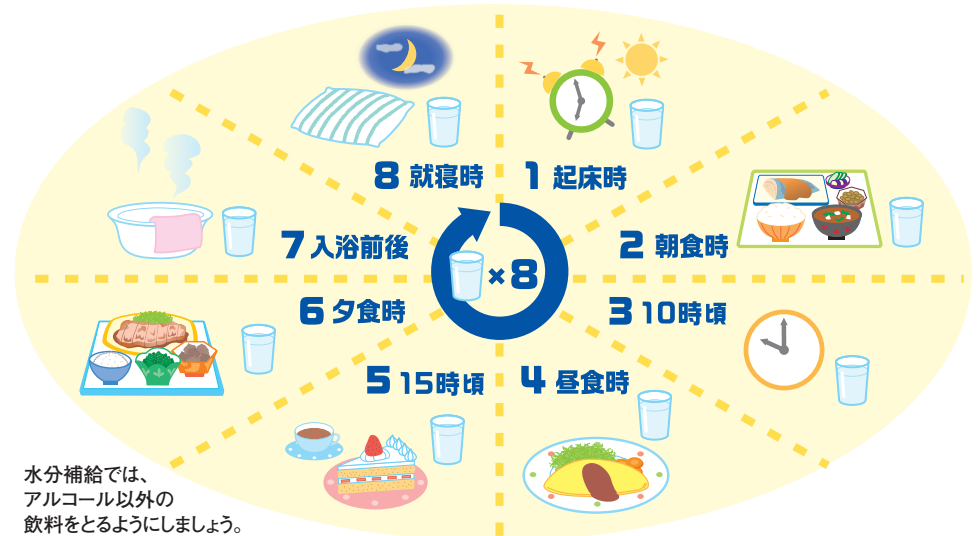 1 起床時
2 朝食時
3 10時頃
4 昼食時
5 15時頃
6 夕食時
7 入浴前後
8 就寝時
×8
水分補給では、
アルコール以外の
飲料をとるようにしましょう。